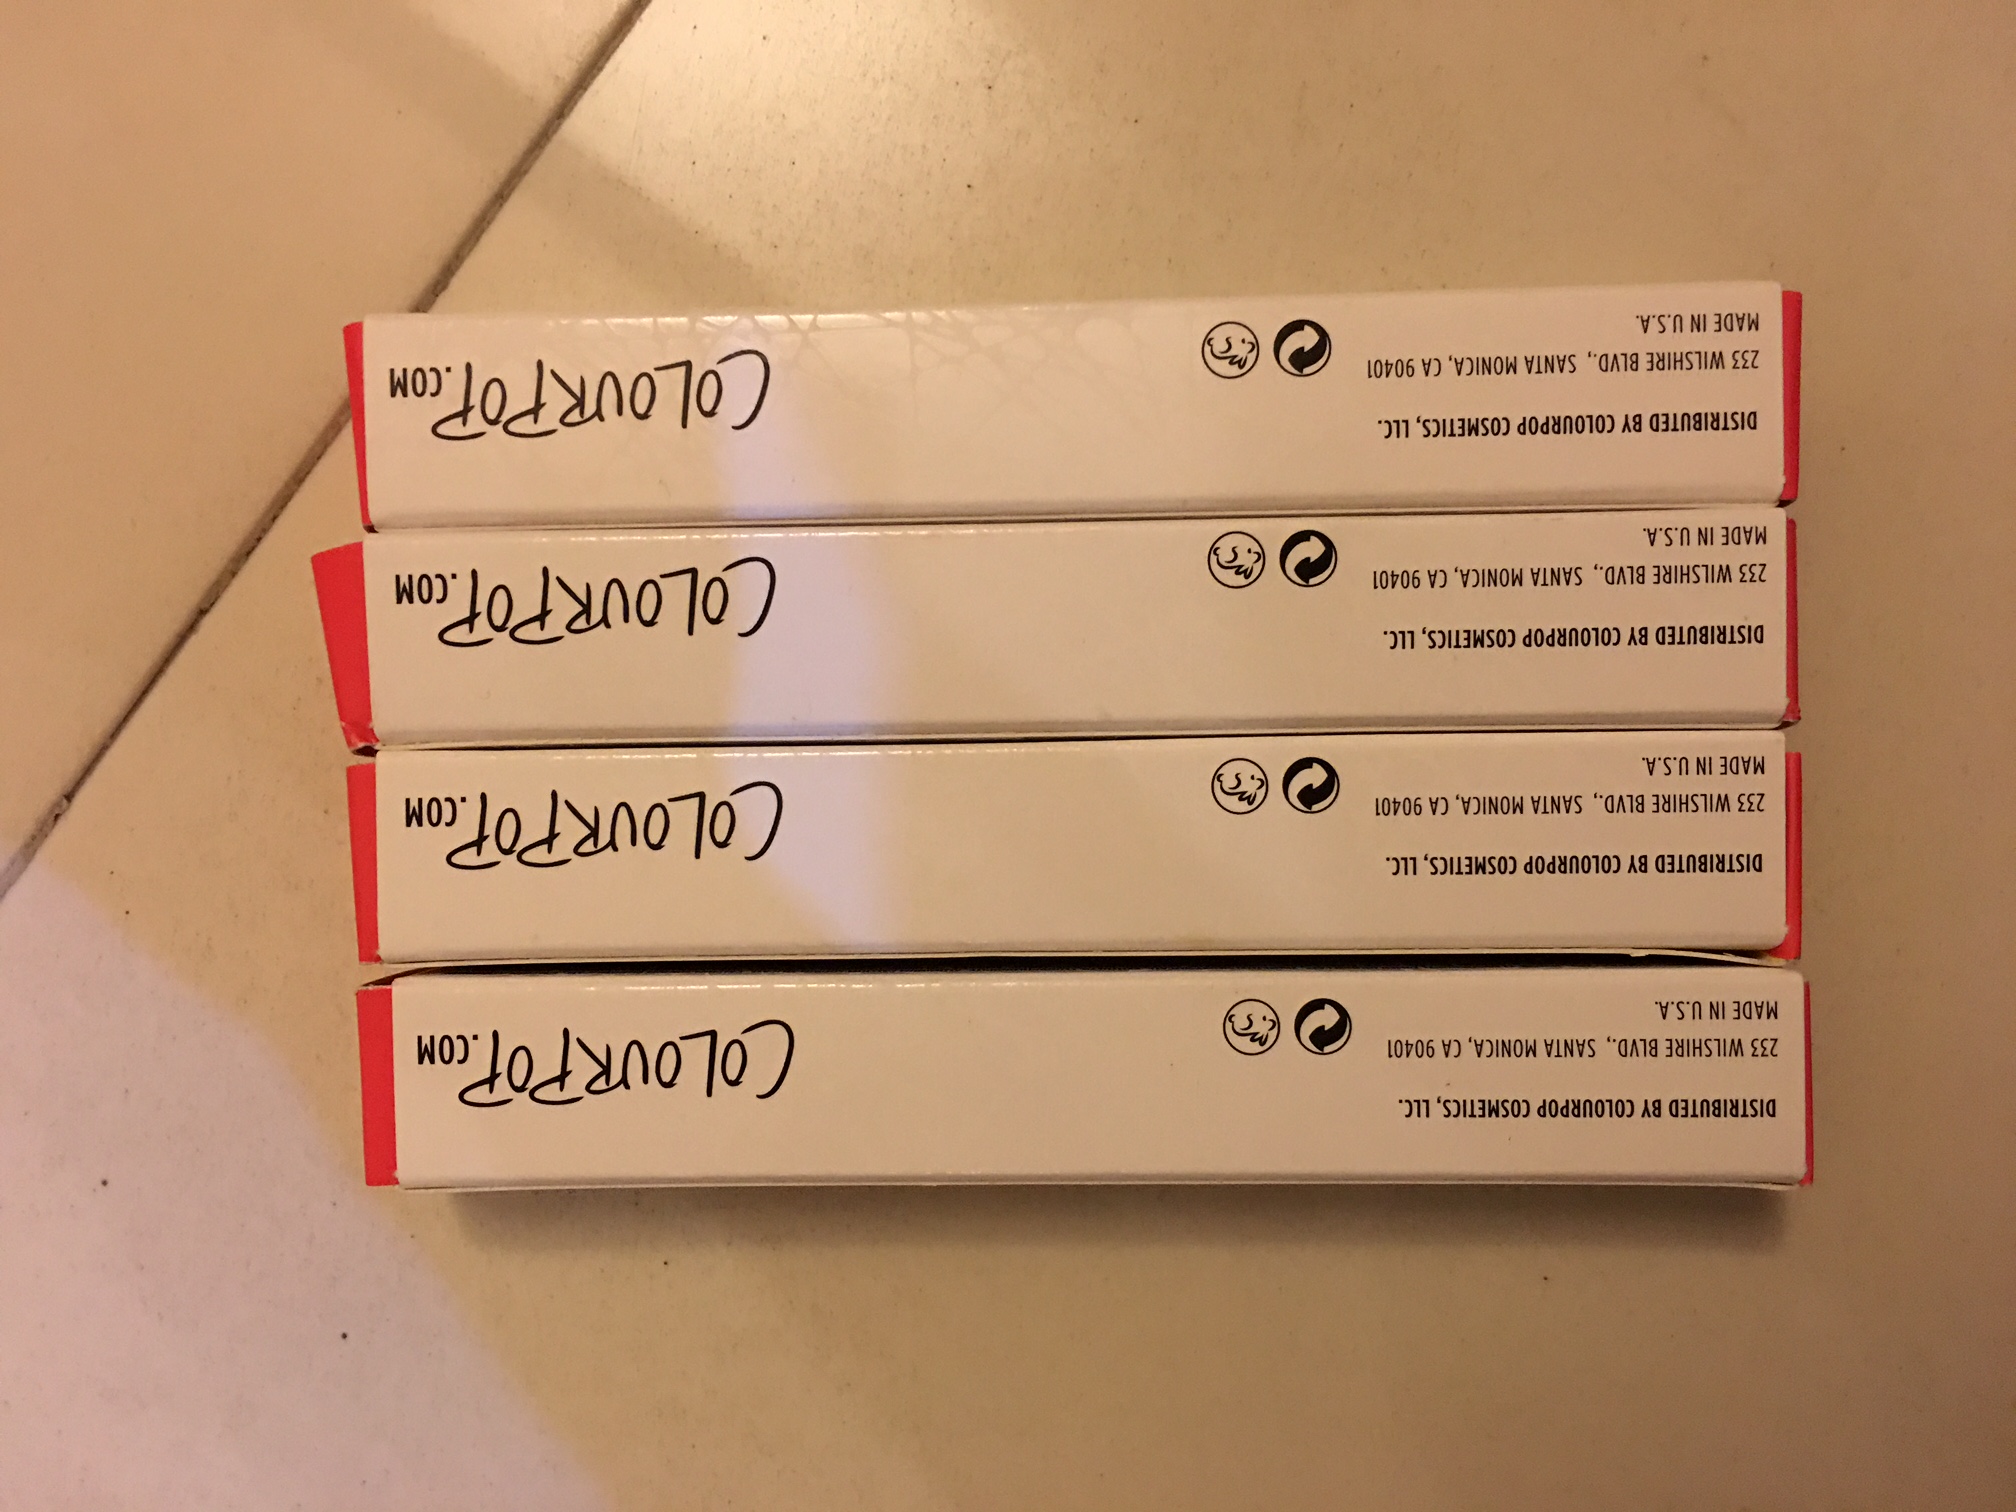 DISTRIBUTED BY COLOURPOP COSMETICS, LLC.
233 WILSHIRE BLVD., SANTA MONICA, CA 90401
MADE IN U.S.A.
COLOURPOP.COM
DISTRIBUTED BY COLOURPOP COSMETICS, LLC.
233 WILSHIRE BLVD., SANTA MONICA, CA 90401
MADE IN U.S.A.
COLOURPOP.COM
DISTRIBUTED BY COLOURPOP COSMETICS, LLC.
233 WILSHIRE BLVD., SANTA MONICA, CA 90401
MADE IN U.S.A.
COLOURPOP.COM
DISTRIBUTED BY COLOURPOP COSMETICS, LLC.
233 WILSHIRE BLVD., SANTA MONICA, CA 90401
MADE IN U.S.A.
COLOURPOP.COM